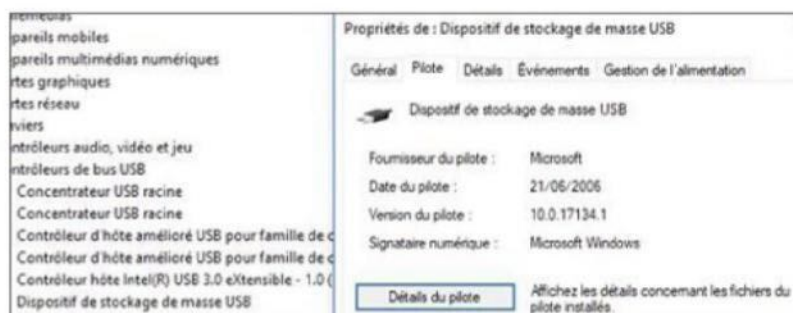 pareils mobiles
pareils multimédias numériques
rtes graphiques
rtes réseau
viers
ntrôleurs audio, vidéo et jeu
ntrôleurs de bus USB
Concentrateur USB racine
Concentrateur USB racine
Contrôleur d'hôte amélioré USB pour famille de c
Contrôleur d'hôte amélioré USB pour famille de c
Contrôleur hôte Intel(R) USB 3.0 eXtensible - 1.0 (
Dispositif de stockage de masse USB
Propriétés de : Dispositif de stockage de masse USB
Général Pilote Détails Événements Gestion de l'alimentation
Dispositif de stockage de masse USB
Fournisseur du pilote : Microsoft
Date du pilote : 21/06/2006
Version du pilote : 10.0.17134.1
Signataire numérique : Microsoft Windows
Détails du pilote Affichez les détails concernant les fichiers du
pilote installés.